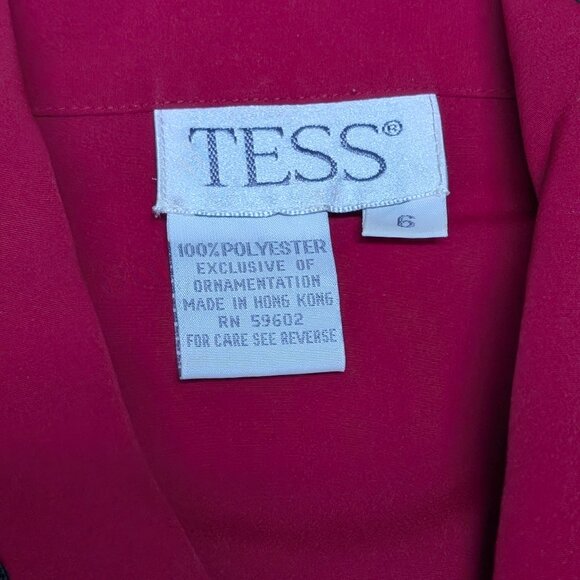 TESS®
6
100% POLYESTER
EXCLUSIVE OF
ORNAMENTATION
MADE IN HONG KONG
RN 59602
FOR CARE SEE REVERSE